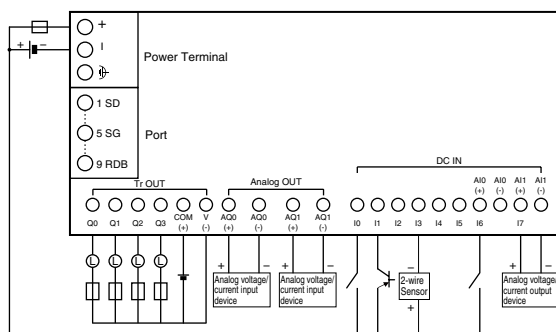 +
Power Terminal
+ −
1 SD
5 SG
Port
9 RDB
DC IN
Tr OUT
Analog OUT
AI0 AI0 AI1 AI1
(+) (-) (+) (-)
Q0 Q1 Q2 Q3 COM V AQ0 AQ0 AQ1 AQ1 I0 I1 I2 I3 I4 I5 I6 I7
(+) (-) (+) (-) (+) (-)
L L L L
+ − + − − + −
Analog voltage/
current input
device
Analog voltage/
current input
device
2-wire
Sensor
+
Analog voltage/
current output
device